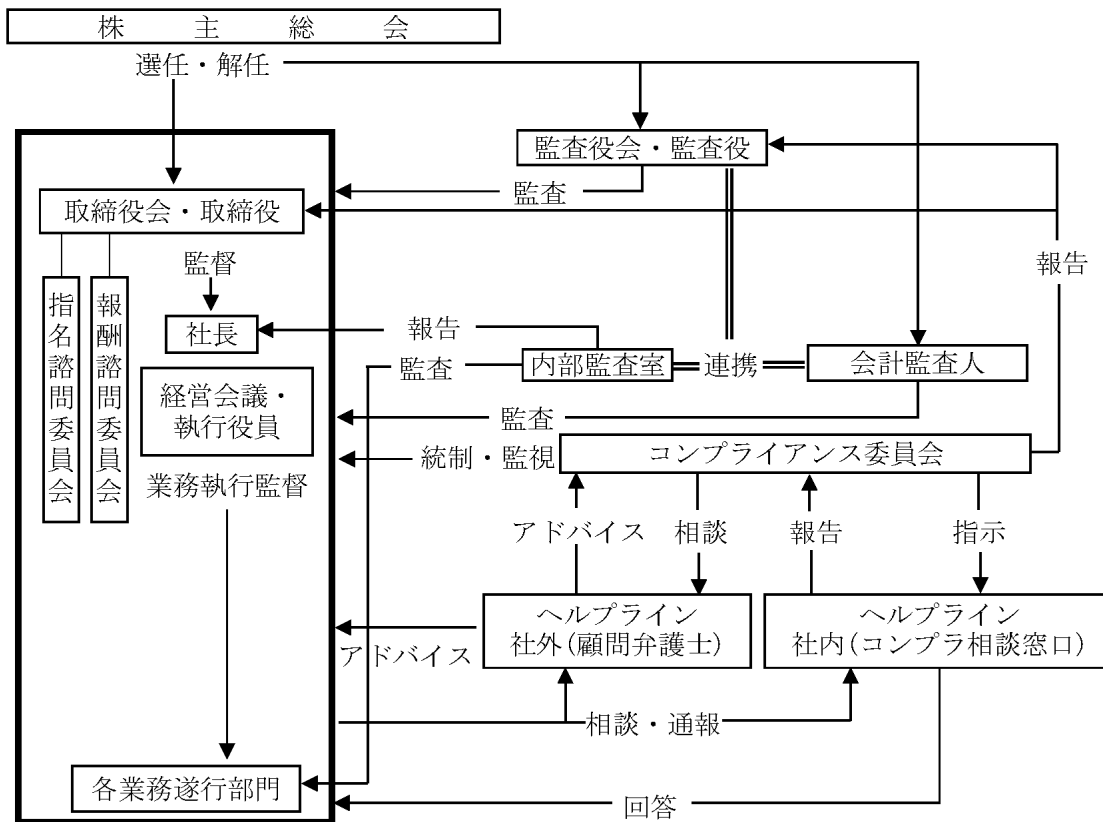 株主総会
選任・解任
監査役会・監査役
監査
取締役会・取締役
監督
報告
指名諮問委員会
報酬諮問委員会
社長
報告
監査
内部監査室
連携
会計監査人
経営会議・
執行役員
監査
統制・監視
コンプライアンス委員会
業務執行監督
アドバイス
相談
報告
指示
ヘルプライン
社外(顧問弁護士)
ヘルプライン
社内(コンプラ相談窓口)
アドバイス
相談・通報
各業務遂行部門
回答